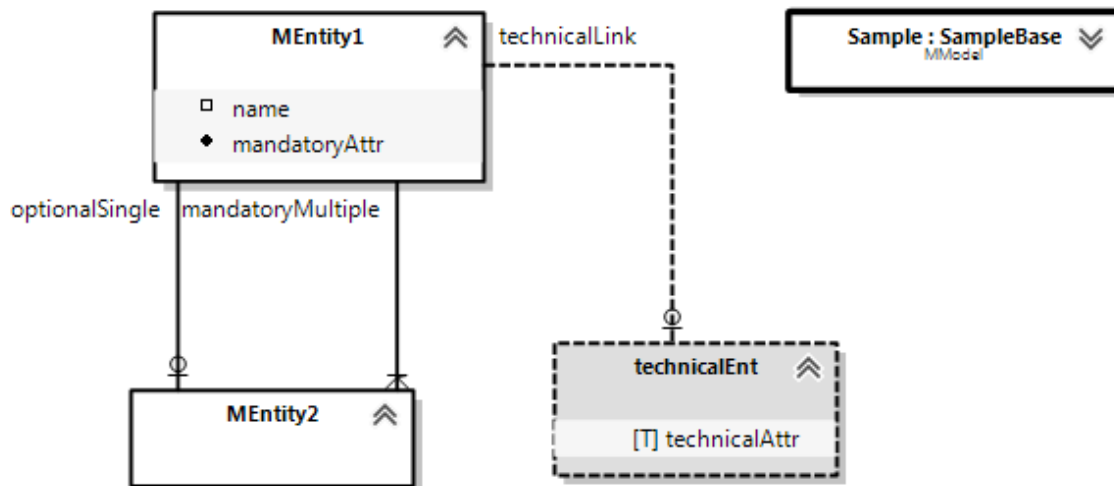 MEntity1
technicalLink
Sample : SampleBase
MModel
name
mandatoryAttr
optionalSingle
mandatoryMultiple
technicalEnt
MEntity2
[T] technicalAttr